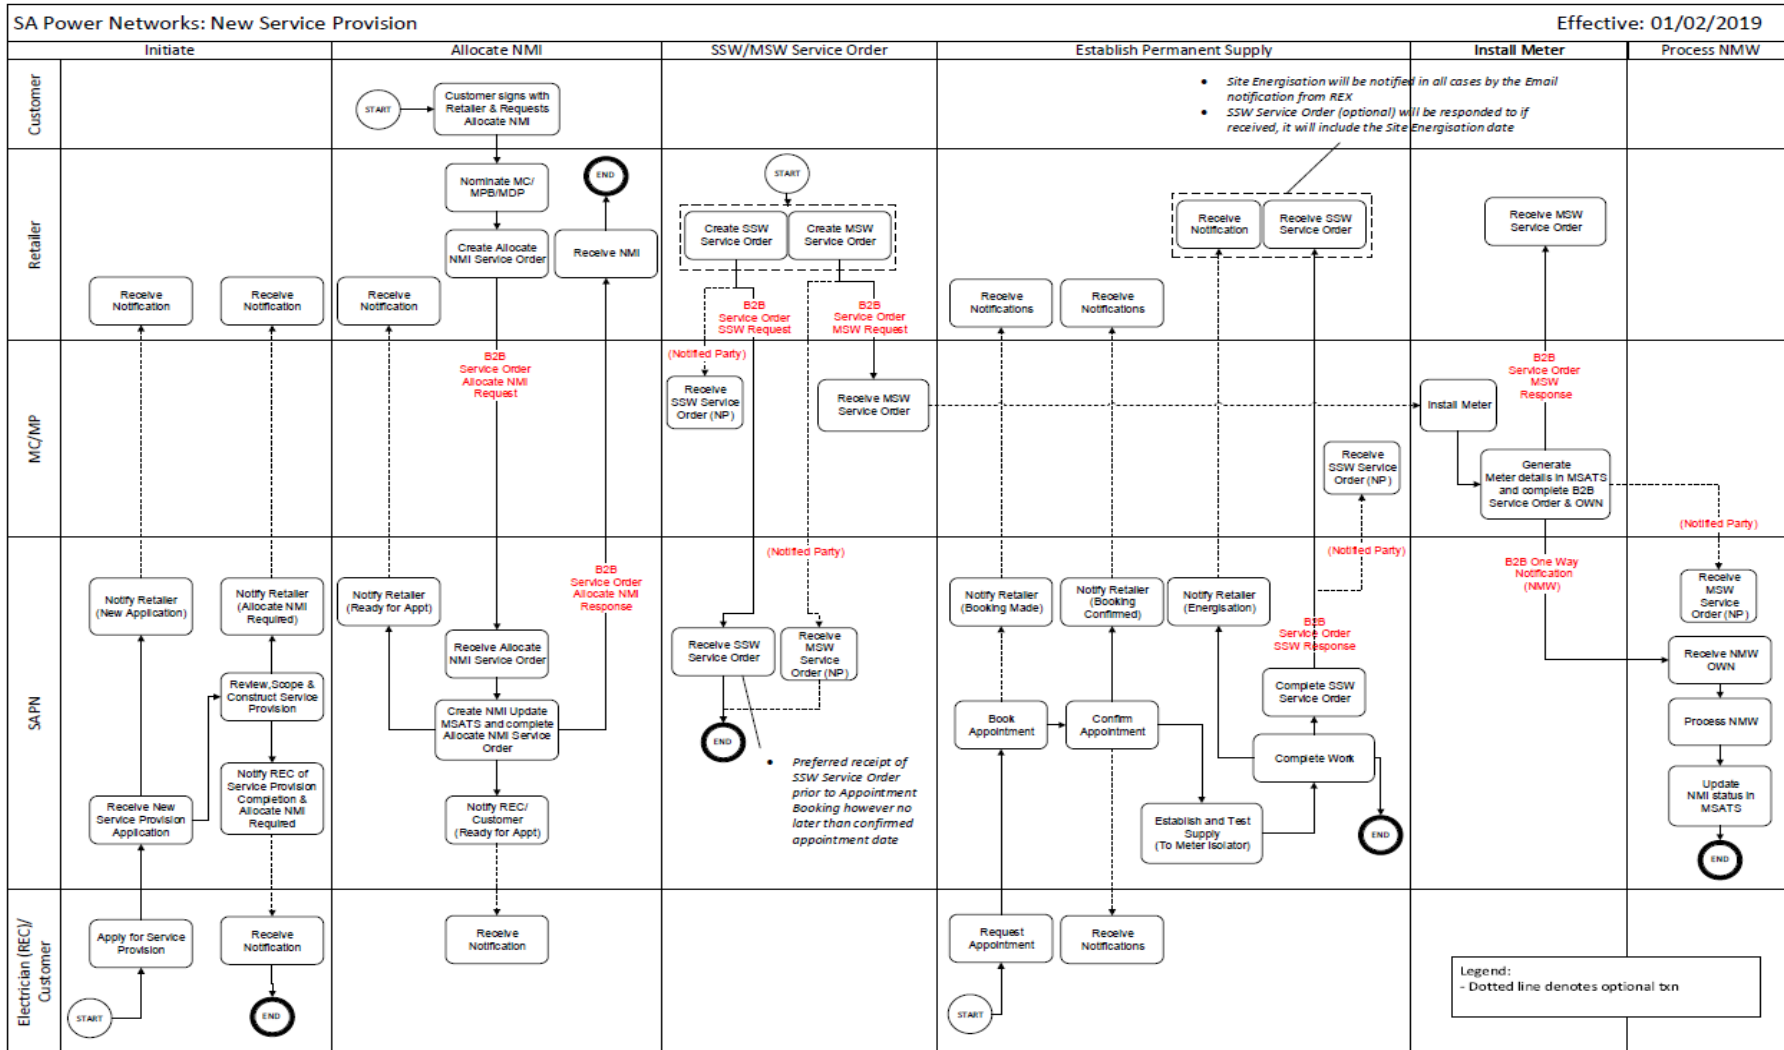 SA Power Networks: New Service Provision
Effective: 01/02/2019
Initiate
Allocate NMI
SSW/MSW Service Order
Establish Permanent Supply
Install Meter
Process NMW
Customer
START
Customer signs with
Retailer & Requests
Allocate NMI
• Site Energisation will be notified in all cases by the Email
notification from REX
• SSW Service Order (optional) will be responded to if
received, it will include the Site Energisation date
Retailer
Nominate MC/
MPB/MDP
END
START
Create Allocate
NMI Service Order
Receive NMI
Create SSW
Service Order
Create MSW
Service Order
Receive
Notification
Receive SSW
Service Order
Receive MSW
Service Order
Receive
Notification
Receive
Notification
Receive
Notification
B2B
Service Order
SSW Request
B2B
Service Order
MSW Request
Receive
Notifications
Receive
Notifications
MC/MP
B2B
Service Order
Allocate NMI
Request
(Notified Party)
Receive
SSW Service
Order (NP)
Receive MSW
Service Order
B2B
Service Order
MSW
Response
Install Meter
Receive
SSW Service
Order (NP)
Generate
Meter details in MSATS
and complete B2B
Service Order & OWN
(Notified Party)
SAPN
(Notified Party)
(Notified Party)
B2B One Way
Notification
(NMW)
Notify Retailer
(New Application)
Notify Retailer
(Allocate NMI
Required)
Notify Retailer
(Ready for Appt)
B2B
Service Order
Allocate NMI
Response
Notify Retailer
(Booking Made)
Notify Retailer
(Booking
Confirmed)
Notify Retailer
(Energisation)
Receive
MSW
Service
Order (NP)
Receive Allocate
NMI Service Order
Receive SSW
Service Order
Receive
MSW
Service
Order (NP)
B2B
Service Order
SSW Response
Receive NMW
OWN
Review,Scope &
Construct Service
Provision
Create NMI Update
MSATS and complete
Allocate NMI Service
Order
END
Book
Appointment
Confirm
Appointment
Complete SSW
Service Order
Process NMW
Complete Work
Notify REC of
Service Provision
Completion &
Allocate NMI
Required
• Preferred receipt of
SSW Service Order
prior to Appointment
Booking however no
later than confirmed
appointment date
Update
NMI status in
MSATS
Receive New
Service Provision
Application
Notify REC/
Customer
(Ready for Appt)
Establish and Test
Supply
(To Meter Isolator)
END
END
Electrician (REC)/
Customer
Apply for Service
Provision
Receive
Notification
Receive
Notification
Request
Appointment
Receive
Notifications
START
END
START
Legend:
- Dotted line denotes optional txn